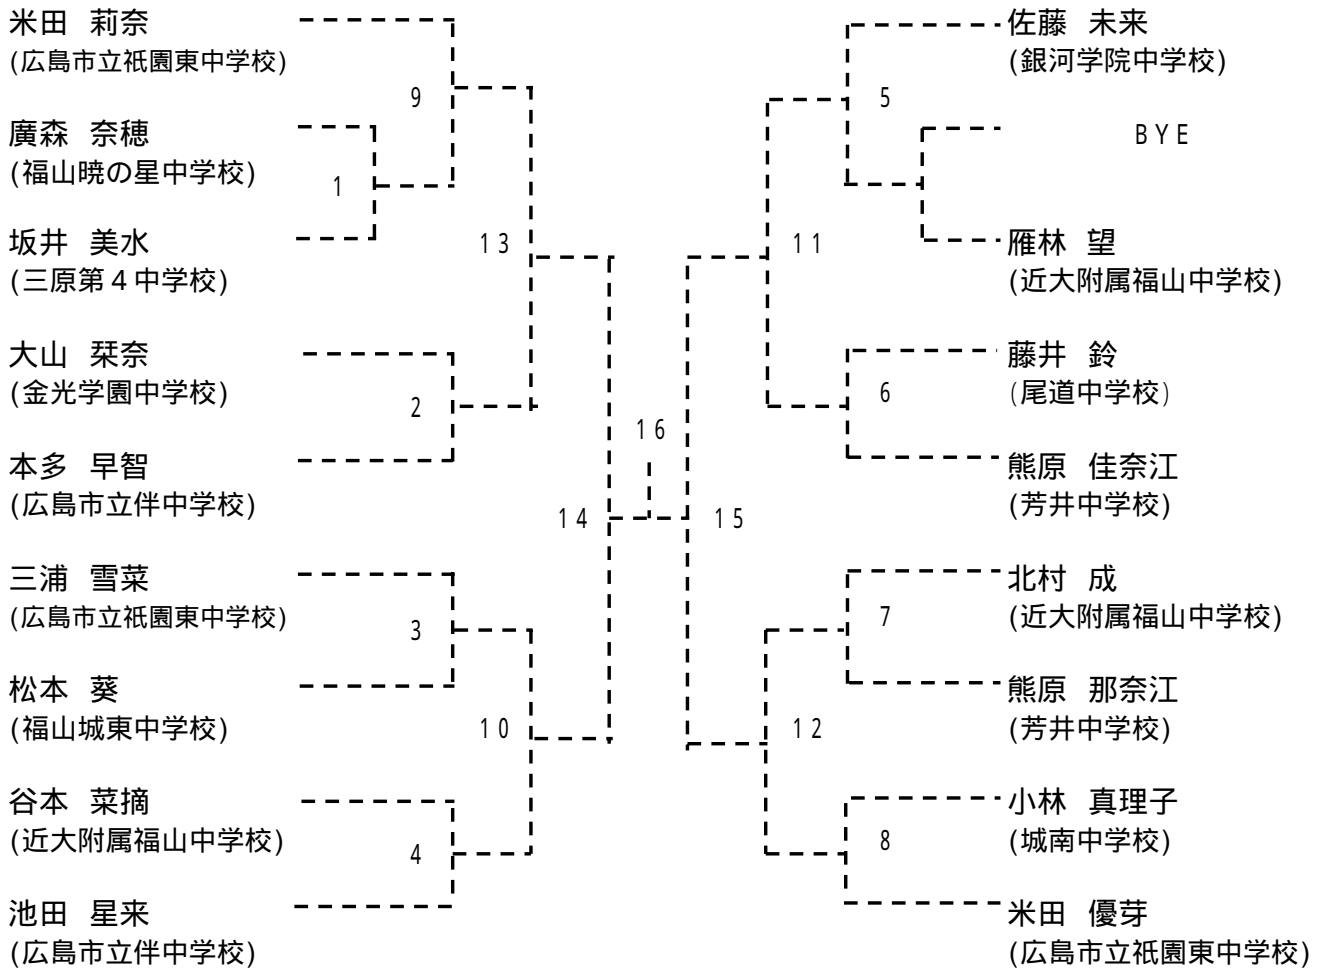 米田 莉奈
(広島市立祇園東中学校)
9
廣森 奈穂
(福山暁の星中学校)
1
坂井 美水
(三原第４中学校)
13
大山 栞奈
(金光学園中学校)
2
本多 早智
(広島市立伴中学校)
14
三浦 雪菜
(広島市立祇園東中学校)
3
松本 葵
(福山城東中学校)
10
谷本 菜摘
(近大附属福山中学校)
4
池田 星来
(広島市立伴中学校)
16
佐藤 未来
(銀河学院中学校)
5
BYE
雁林 望
(近大附属福山中学校)
11
藤井 鈴
(尾道中学校)
6
熊原 佳奈江
(芳井中学校)
15
北村 成
(近大附属福山中学校)
7
熊原 那奈江
(芳井中学校)
12
小林 真理子
(城南中学校)
8
米田 優芽
(広島市立祇園東中学校)